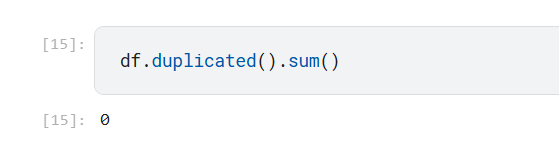 [15]:
df.duplicated().sum()
[15]: 0